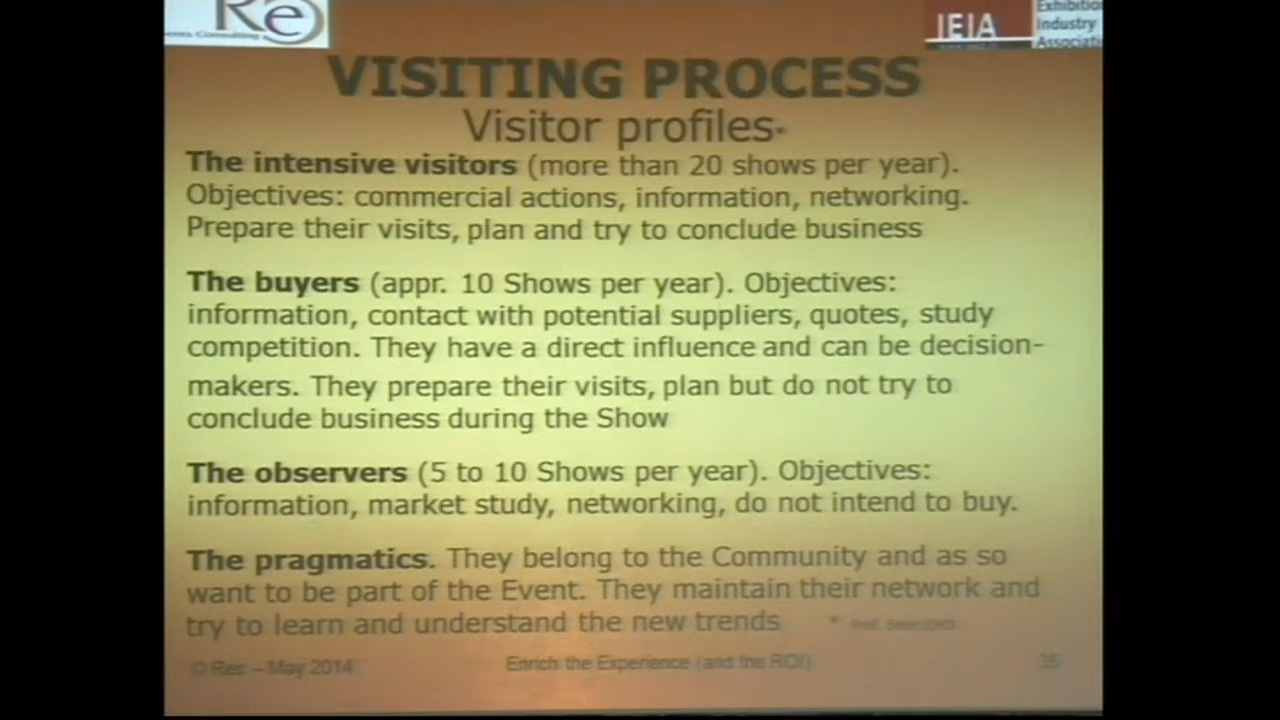 Re
IEIA
Exhibition
Industry
VISITING PROCESS
Visitor profiles*
The intensive visitors (more than 20 shows per year).
Objectives: commercial actions, information, networking.
Prepare their visits, plan and try to conclude business
The buyers (appr. 10 Shows per year). Objectives:
information, contact with potential suppliers, quotes, study
competition. They have a direct influence and can be decision-
makers. They prepare their visits, plan but do not try to
conclude business during the Show
The observers (5 to 10 Shows per year). Objectives:
information, market study, networking, do not intend to buy.
The pragmatics. They belong to the Community and as so
want to be part of the Event. They maintain their network and
try to learn and understand the new trends *
© Rec – May 2014
Enrich the Experience (and the ROI)